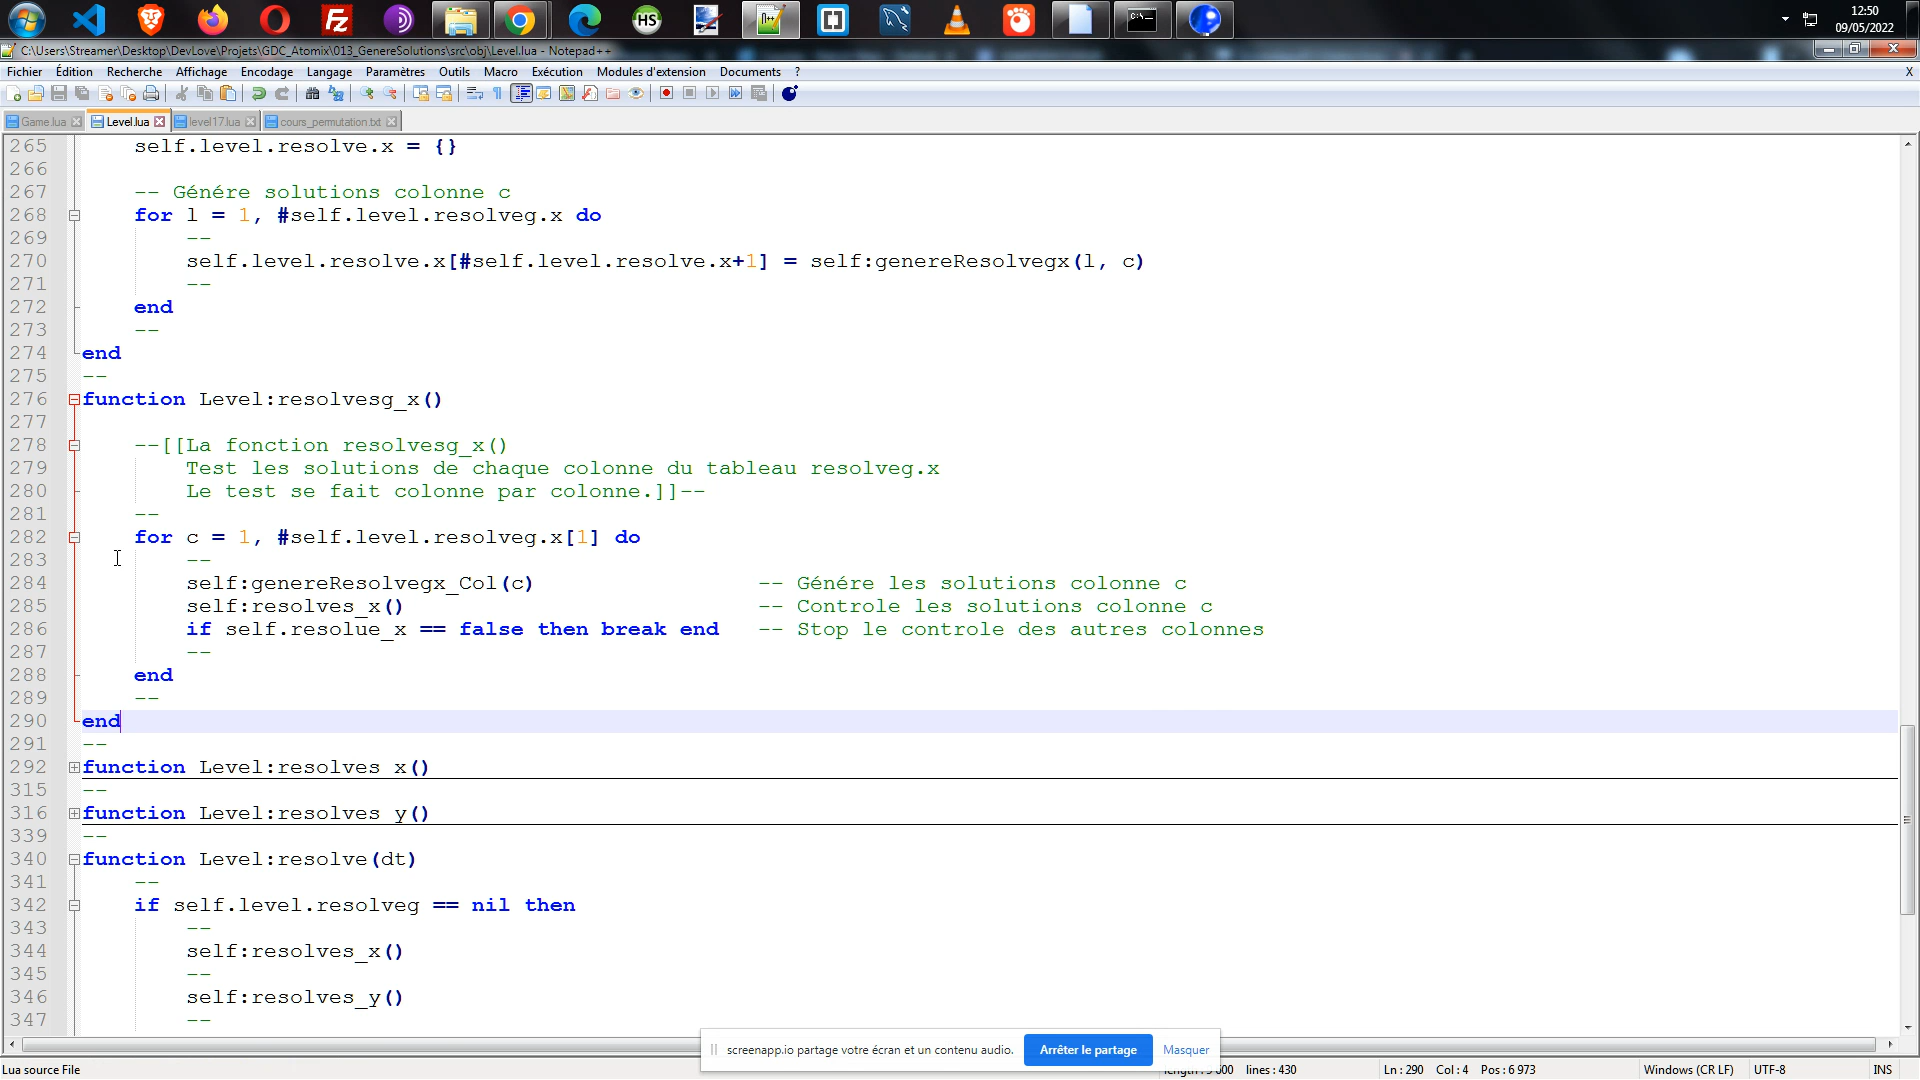 12:50
09/05/2022
C:\Users\Streamer\Desktop\DevLove\Projets\GDC_Atomix\013_GenereSolutions\src\obj\Level.lua - Notepad++
Fichier Édition Recherche Affichage Encodage Langage Paramètres Outils Macro Exécution Modules d'extension Documents ? X
Game.lua Level.lua level17.lua cours_permutation.txt
265 self.level.resolve.x = {}
266
267 -- Génére solutions colonne c
268 for l = 1, #self.level.resolveg.x do
269 --
270 self.level.resolve.x[#self.level.resolve.x+1] = self:genereResolvegx(l, c)
271 --
272 end
273 --
274 end
275 --
276 function Level:resolvesg_x()
277
278 --[[La fonction resolvesg_x()
279 Test les solutions de chaque colonne du tableau resolveg.x
280 Le test se fait colonne par colonne.]]--
281 --
282 for c = 1, #self.level.resolveg.x[1] do
283 --
284 self:genereResolvegx_Col(c) -- Génére les solutions colonne c
285 self:resolves_x() -- Controle les solutions colonne c
286 if self.resolue_x == false then break end -- Stop le controle des autres colonnes
287 --
288 end
289 --
290 end
291 --
292 function Level:resolves_x()
315 --
316 function Level:resolves_y()
339 --
340 function Level:resolve(dt)
341 --
342 if self.level.resolveg == nil then
343 --
344 self:resolves_x()
345 --
346 self:resolves_y()
347 --
screenapp.io partage votre écran et un contenu audio. Arrêter le partage Masquer
Lua source File lines: 430 Ln: 290 Col: 4 Pos: 6 973 Windows (CR LF) UTF-8 INS